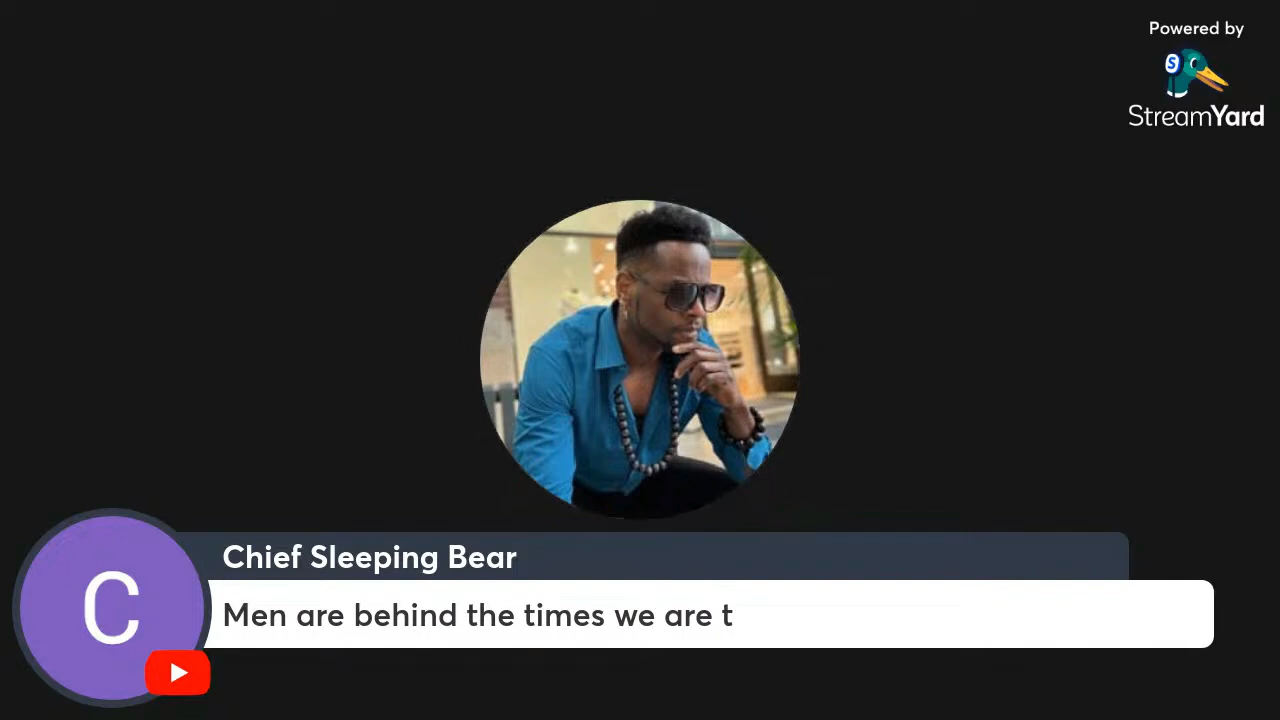 Powered by
S
StreamYard
Chief Sleeping Bear
C
Men are behind the times we are t